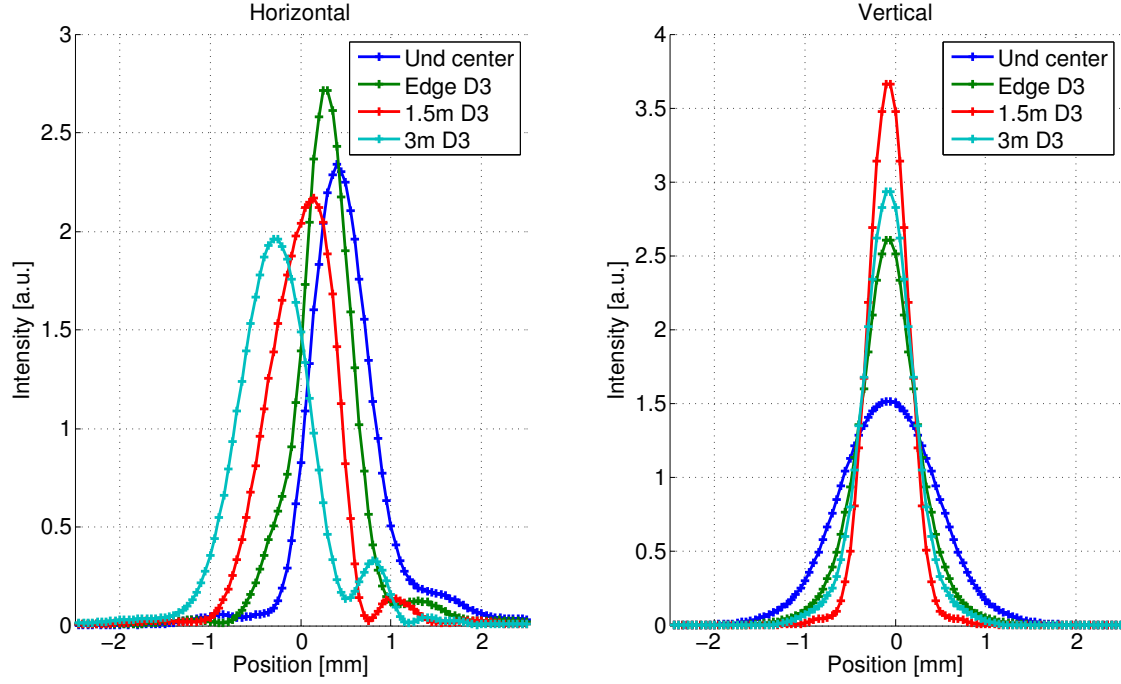 Horizontal
3
2.5
2
1.5
1
0.5
0
Intensity [a.u.]
Und center
Edge D3
1.5m D3
3m D3
−2
−1
0
1
2
Position [mm]
Vertical
4
3.5
3
2.5
2
1.5
1
0.5
0
Intensity [a.u.]
Und center
Edge D3
1.5m D3
3m D3
−2
−1
0
1
2
Position [mm]